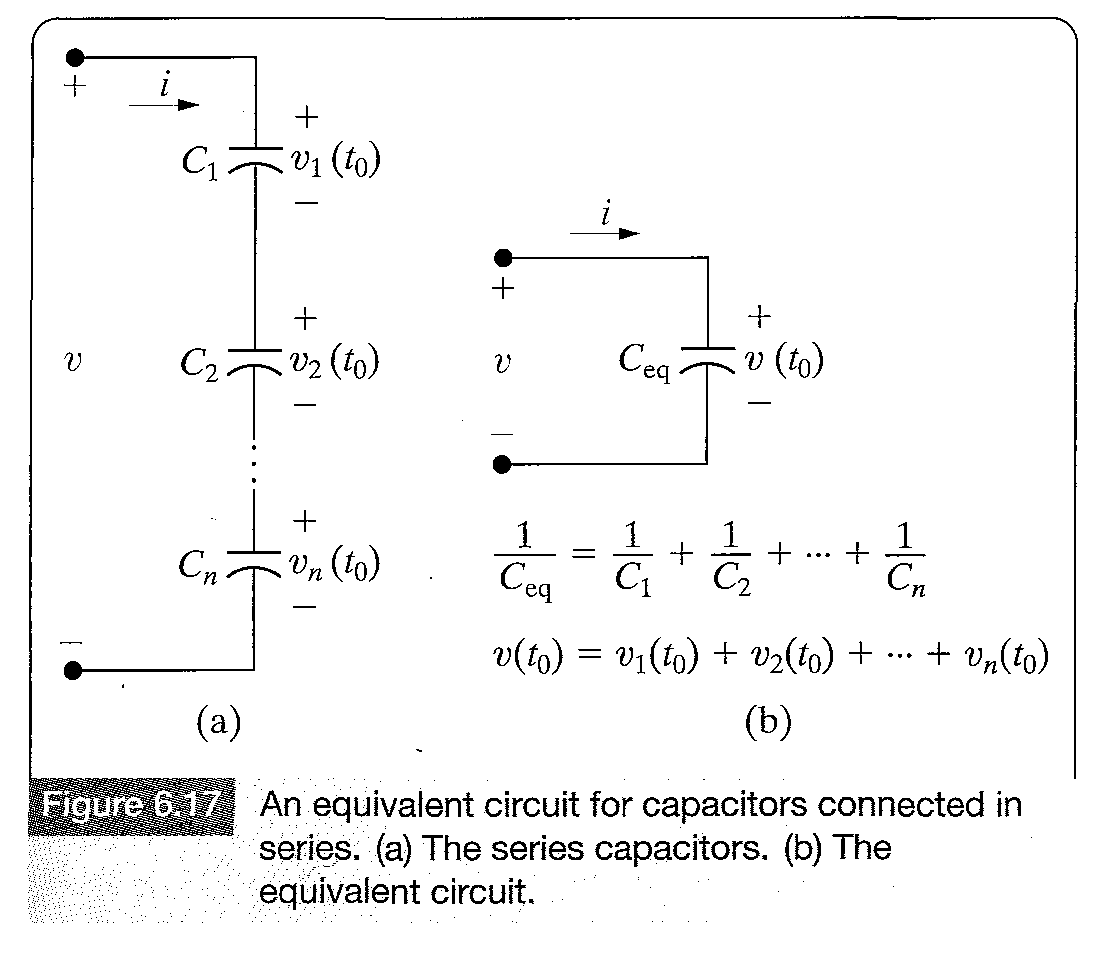 +
i
+
C₁ v₁(t₀)
−
+
v C₂ v₂(t₀)
−
⋮
+
Cₙ vₙ(t₀)
−
−
(a)
i
+
+
v C_eq v(t₀)
−
−
1/C_eq = 1/C₁ + 1/C₂ + ··· + 1/Cₙ
v(t₀) = v₁(t₀) + v₂(t₀) + ··· + vₙ(t₀)
(b)
Figure 6.17 An equivalent circuit for capacitors connected in
series. (a) The series capacitors. (b) The
equivalent circuit.